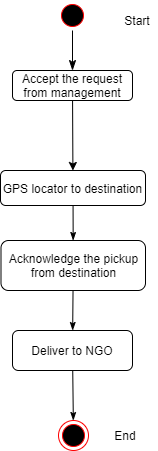 Start
Accept the request
from management
GPS locator to destination
Acknowledge the pickup
from destination
Deliver to NGO
End